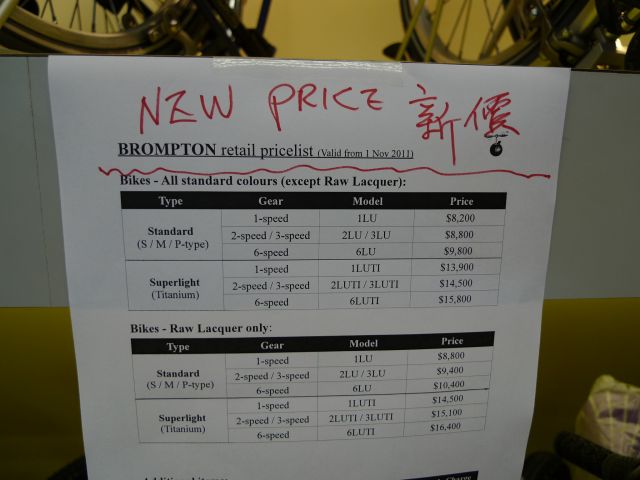 NEW PRICE 新價
BROMPTON retail pricelist (Valid from 1 Nov 2011)
Bikes - All standard colours (except Raw Lacquer):
Type Gear Model Price
Standard (S / M / P-type) 1-speed 1LU $8,200
2-speed / 3-speed 2LU / 3LU $8,800
6-speed 6LU $9,800
Superlight (Titanium) 1-speed 1LUTI $13,900
2-speed / 3-speed 2LUTI / 3LUTI $14,500
6-speed 6LUTI $15,800
Bikes - Raw Lacquer only:
Type Gear Model Price
Standard (S / M / P-type) 1-speed 1LU $8,800
2-speed / 3-speed 2LU / 3LU $9,400
6-speed 6LU $10,400
Superlight (Titanium) 1-speed 1LUTI $14,500
2-speed / 3-speed 2LUTI / 3LUTI $15,100
6-speed 6LUTI $16,400